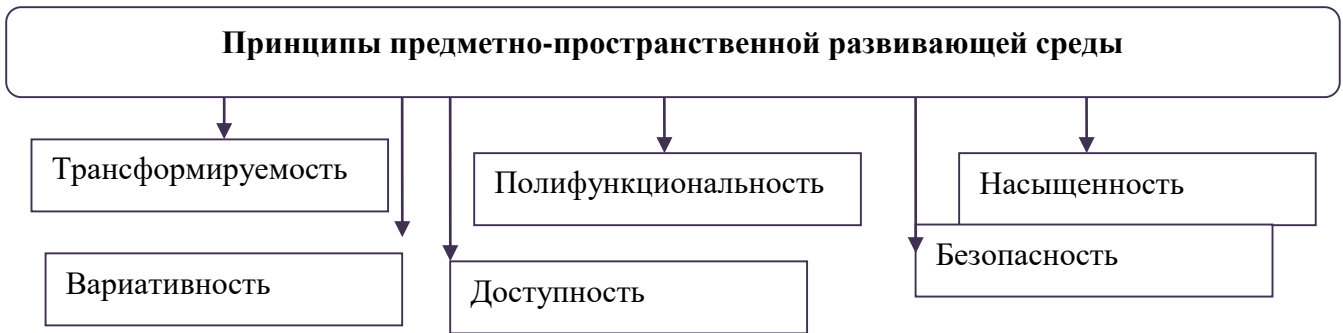 Принципы предметно-пространственной развивающей среды
Трансформируемость
Полифункциональность
Насыщенность
Вариативность
Доступность
Безопасность